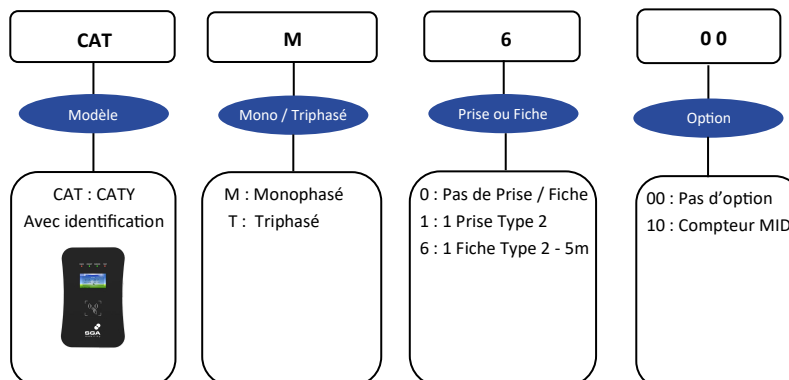 CAT
M
6
0 0
Modèle
Mono / Triphasé
Prise ou Fiche
Option
CAT : CATY
Avec identification
SGA
M : Monophasé
T : Triphasé
0 : Pas de Prise / Fiche
1 : 1 Prise Type 2
6 : 1 Fiche Type 2 - 5m
00 : Pas d’option
10 : Compteur MID